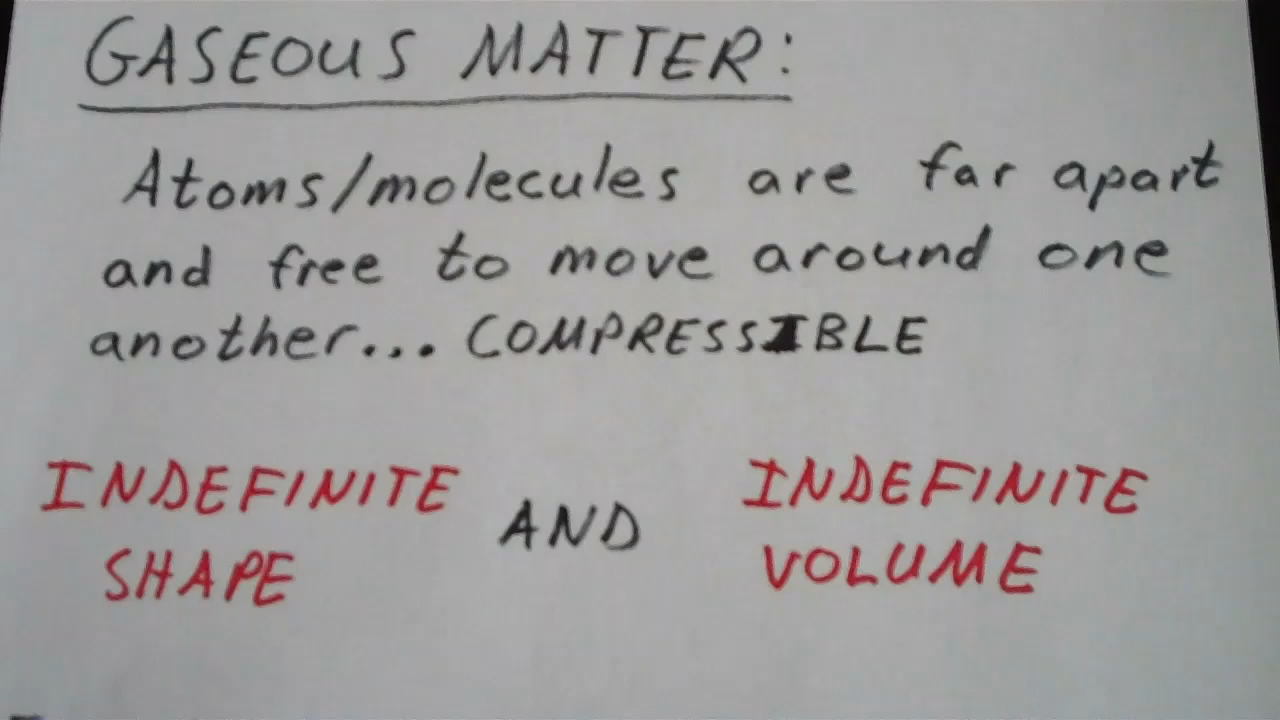 GASEOUS MATTER:
Atoms/molecules are far apart
and free to move around one
another... COMPRESSIBLE
INDEFINITE SHAPE
AND
INDEFINITE VOLUME